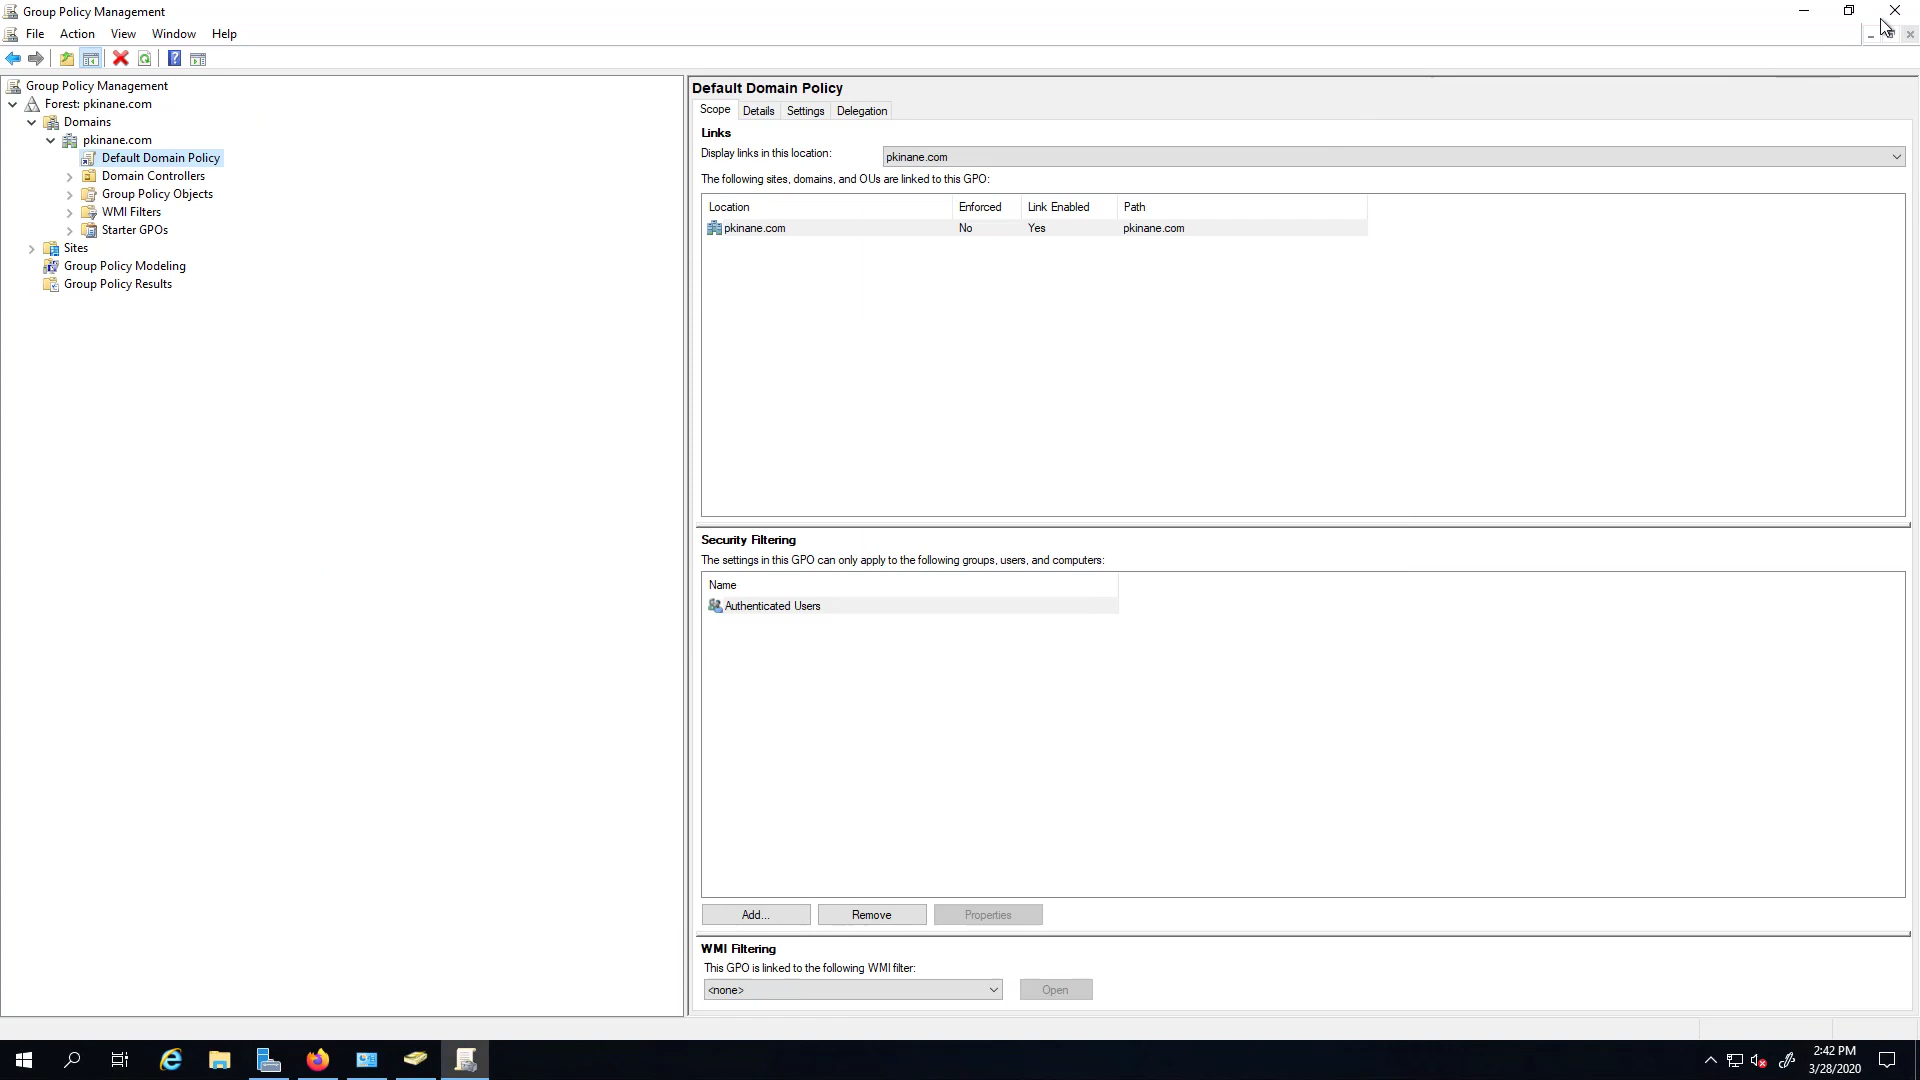 Group Policy Management
File Action View Window Help
Group Policy Management
Forest: pkinane.com
Domains
pkinane.com
Default Domain Policy
Domain Controllers
Group Policy Objects
WMI Filters
Starter GPOs
Sites
Group Policy Modeling
Group Policy Results
Default Domain Policy
Scope Details Settings Delegation
Links
Display links in this location: pkinane.com
The following sites, domains, and OUs are linked to this GPO:
Location Enforced Link Enabled Path
pkinane.com No Yes pkinane.com
Security Filtering
The settings in this GPO can only apply to the following groups, users, and computers:
Name
Authenticated Users
Add... Remove Properties
WMI Filtering
This GPO is linked to the following WMI filter:
<none> Open
2:42 PM
3/28/2020